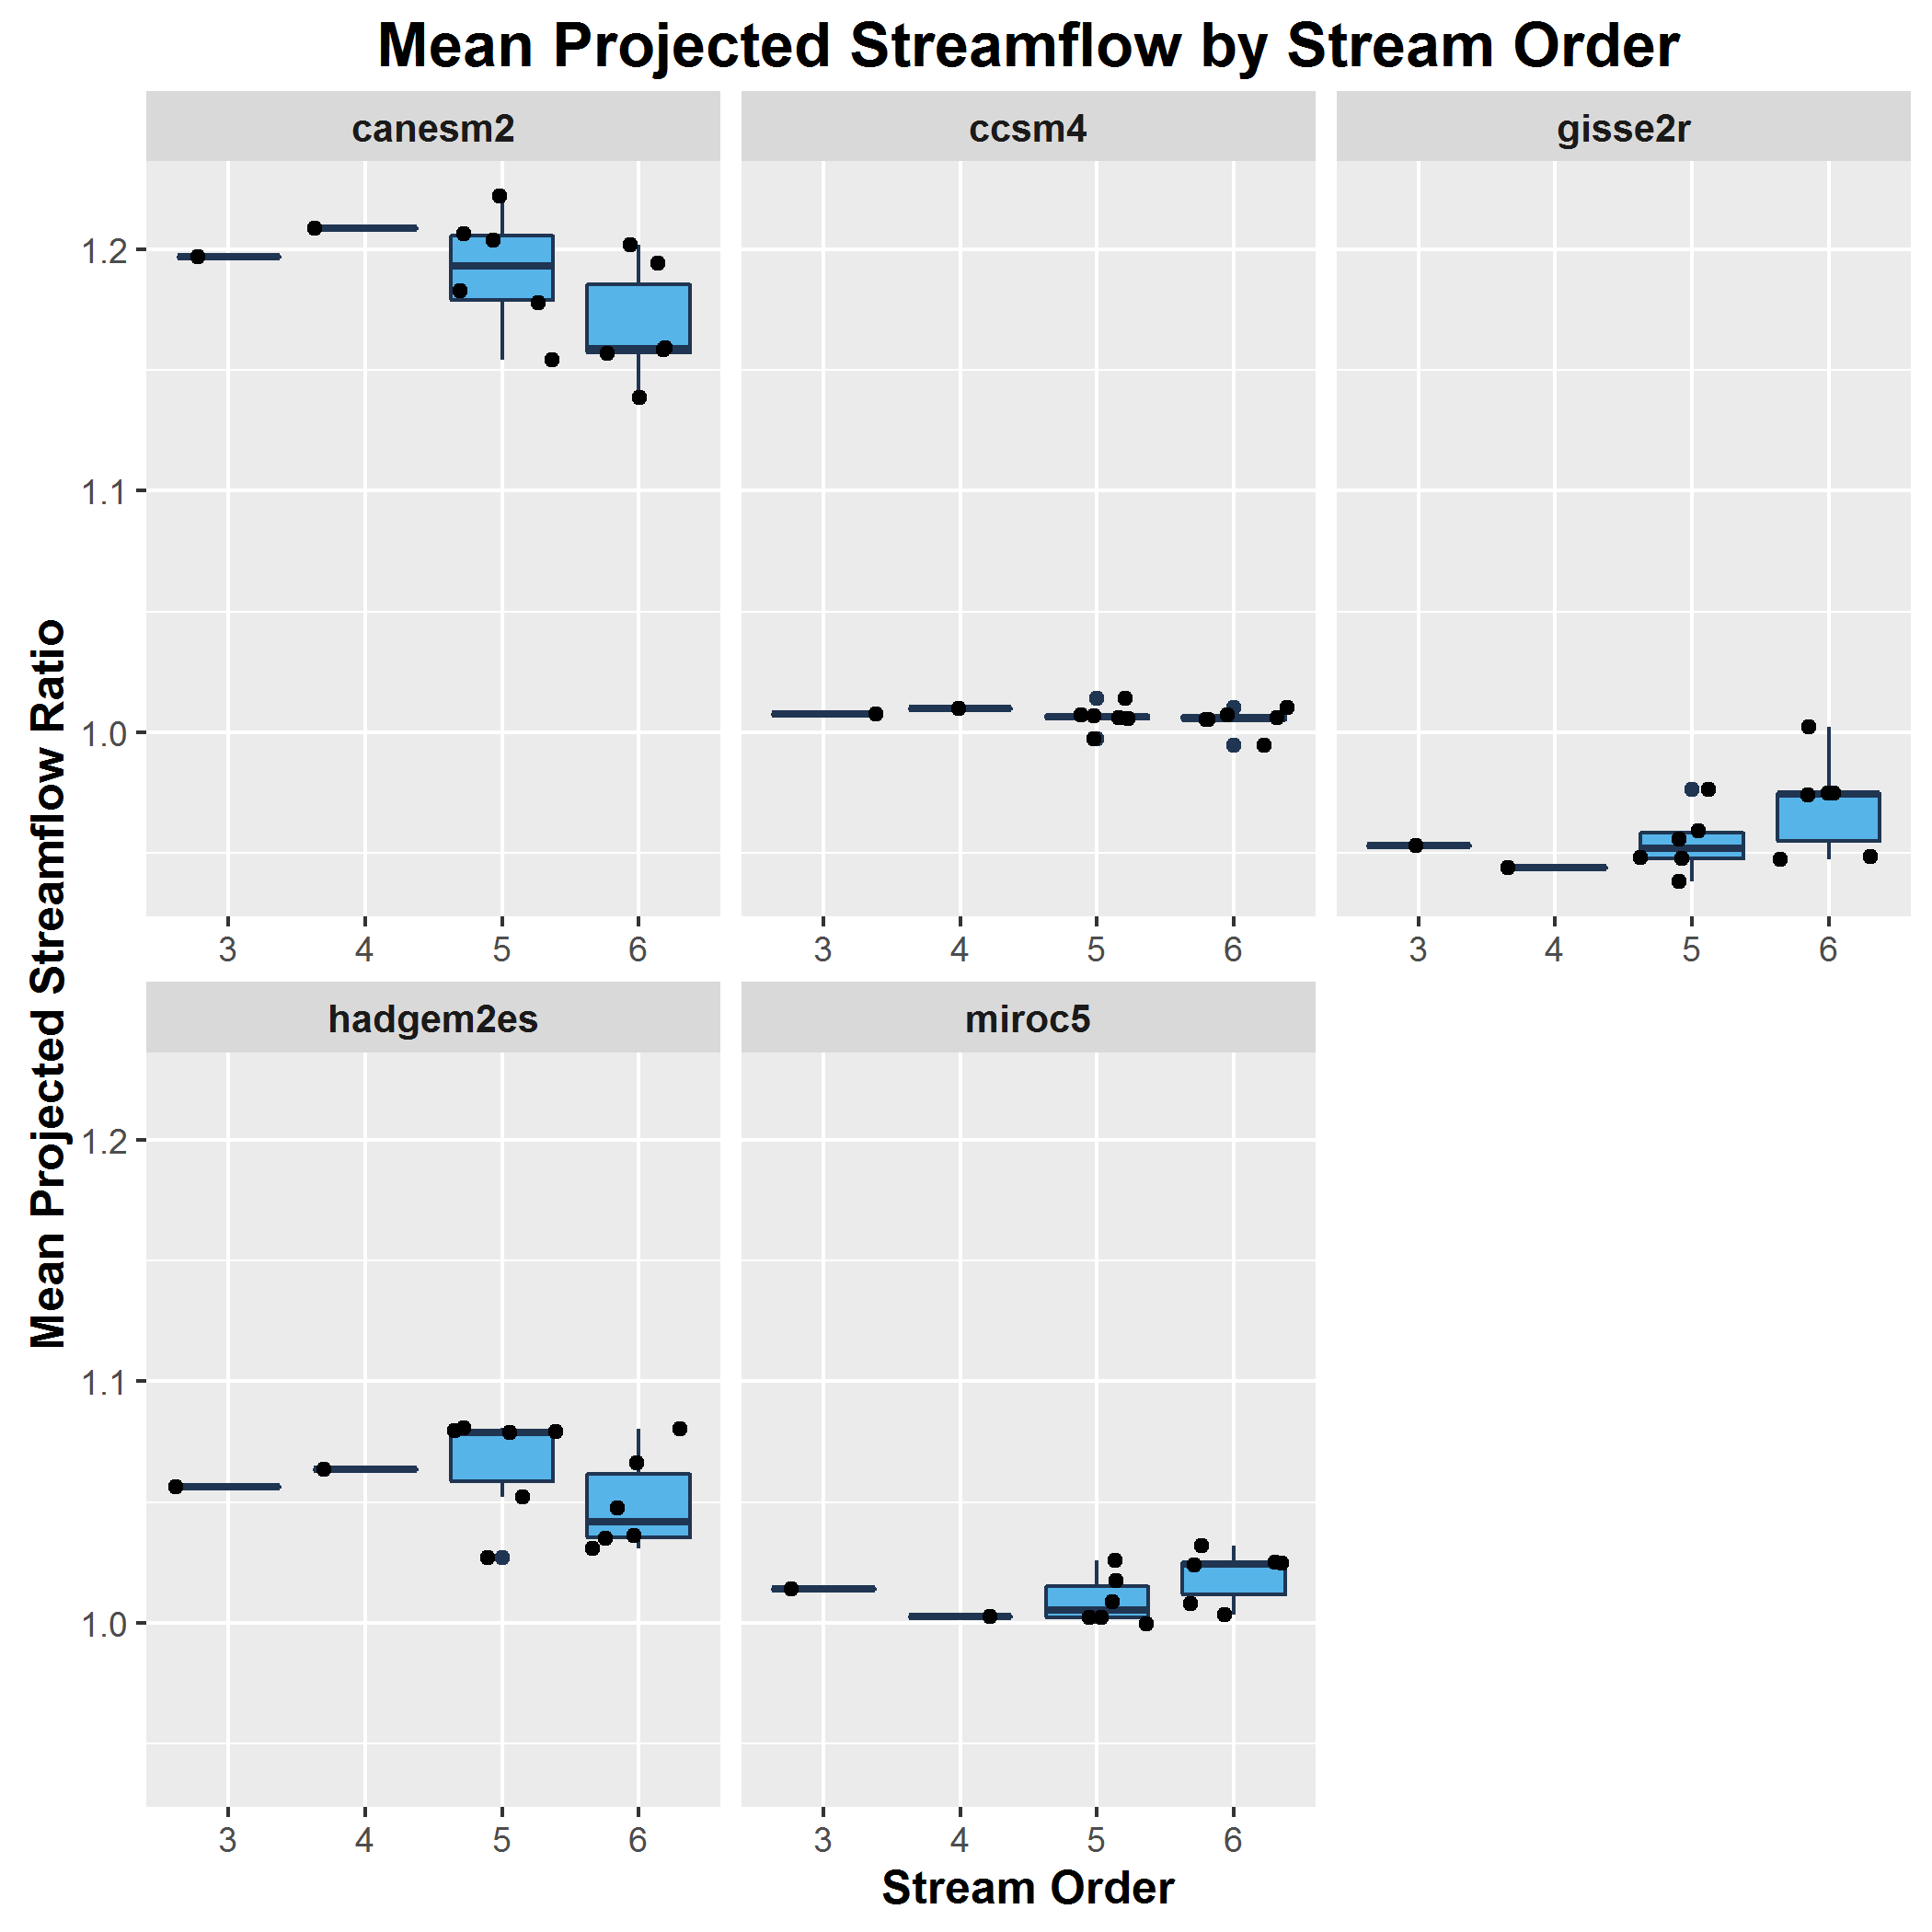 Mean Projected Streamflow by Stream Order
canesm2 ccsm4 gisse2r
1.2
1.1
1.0
3 4 5 6 3 4 5 6 3 4 5 6
Mean Projected Streamflow Ratio
hadgem2es miroc5
1.2
1.1
1.0
3 4 5 6 3 4 5 6
Stream Order